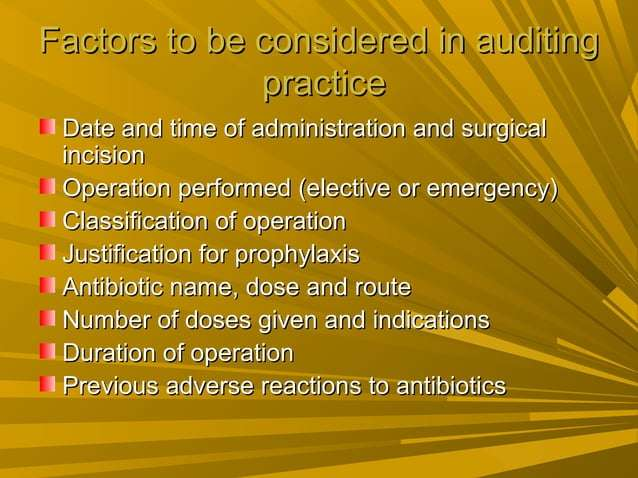 Factors to be considered in auditing
practice
Date and time of administration and surgical
incision
Operation performed (elective or emergency)
Classification of operation
Justification for prophylaxis
Antibiotic name, dose and route
Number of doses given and indications
Duration of operation
Previous adverse reactions to antibiotics